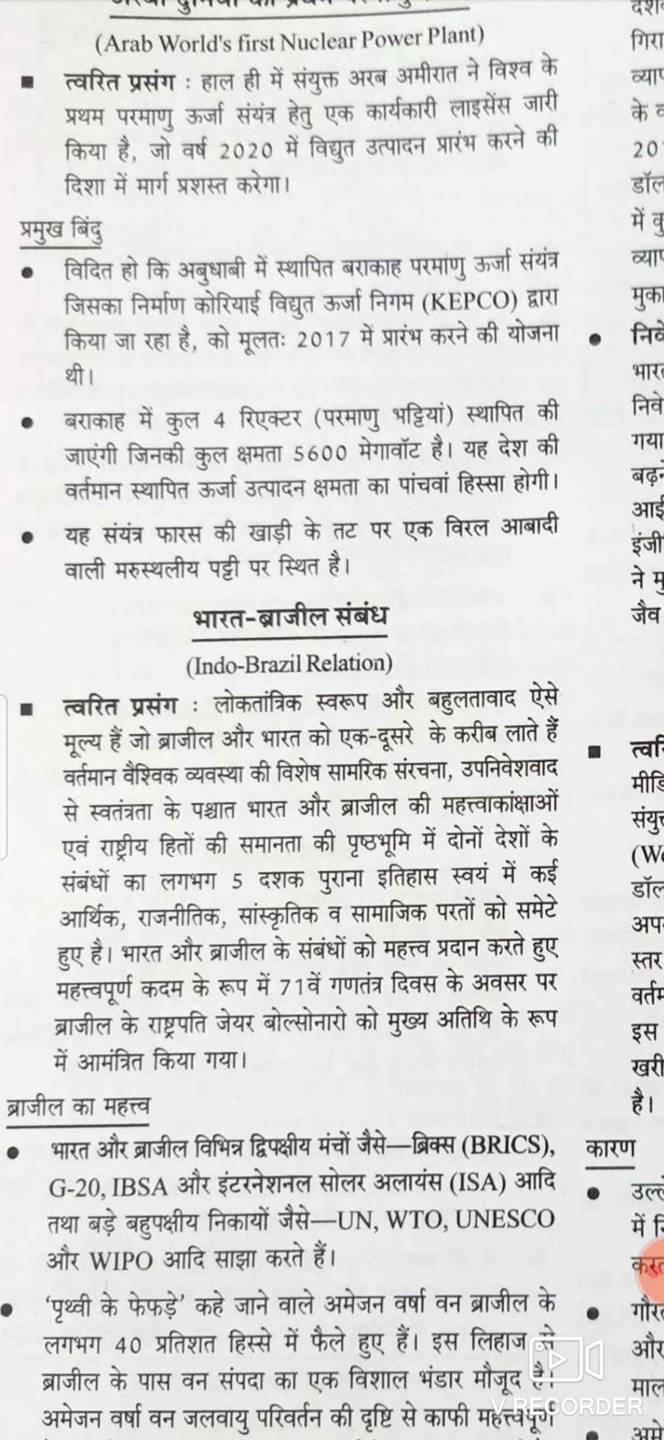 (Arab World's first Nuclear Power Plant)
■ त्वरित प्रसंग : हाल ही में संयुक्त अरब अमीरात ने विश्व के
प्रथम परमाणु ऊर्जा संयंत्र हेतु एक कार्यकारी लाइसेंस जारी
किया है, जो वर्ष 2020 में विद्युत उत्पादन प्रारंभ करने की
दिशा में मार्ग प्रशस्त करेगा।
प्रमुख बिंदु
● विदित हो कि अबुधाबी में स्थापित बराकाह परमाणु ऊर्जा संयंत्र
जिसका निर्माण कोरियाई विद्युत ऊर्जा निगम (KEPCO) द्वारा
किया जा रहा है, को मूलतः 2017 में प्रारंभ करने की योजना
थी।
● बराकाह में कुल 4 रिएक्टर (परमाणु भट्टियां) स्थापित की
जाएंगी जिनकी कुल क्षमता 5600 मेगावॉट है। यह देश की
वर्तमान स्थापित ऊर्जा उत्पादन क्षमता का पांचवां हिस्सा होगी।
● यह संयंत्र फारस की खाड़ी के तट पर एक विरल आबादी
वाली मरुस्थलीय पट्टी पर स्थित है।
भारत-ब्राजील संबंध
(Indo-Brazil Relation)
■ त्वरित प्रसंग : लोकतांत्रिक स्वरूप और बहुलतावाद ऐसे
मूल्य हैं जो ब्राजील और भारत को एक-दूसरे के करीब लाते हैं
वर्तमान वैश्विक व्यवस्था की विशेष सामरिक संरचना, उपनिवेशवाद
से स्वतंत्रता के पश्चात भारत और ब्राजील की महत्त्वाकांक्षाओं
एवं राष्ट्रीय हितों की समानता की पृष्ठभूमि में दोनों देशों के
संबंधों का लगभग 5 दशक पुराना इतिहास स्वयं में कई
आर्थिक, राजनीतिक, सांस्कृतिक व सामाजिक परतों को समेटे
हुए है। भारत और ब्राजील के संबंधों को महत्त्व प्रदान करते हुए
महत्त्वपूर्ण कदम के रूप में 71वें गणतंत्र दिवस के अवसर पर
ब्राजील के राष्ट्रपति जेयर बोल्सोनारो को मुख्य अतिथि के रूप
में आमंत्रित किया गया।
ब्राजील का महत्त्व
● भारत और ब्राजील विभिन्न द्विपक्षीय मंचों जैसे—ब्रिक्स (BRICS),
G-20, IBSA और इंटरनेशनल सोलर अलायंस (ISA) आदि
तथा बड़े बहुपक्षीय निकायों जैसे—UN, WTO, UNESCO
और WIPO आदि साझा करते हैं।
● ‘पृथ्वी के फेफड़े’ कहे जाने वाले अमेजन वर्षा वन ब्राजील के
लगभग 40 प्रतिशत हिस्से में फैले हुए हैं। इस लिहाज से
ब्राजील के पास वन संपदा का एक विशाल भंडार मौजूद है।
अमेजन वर्षा वन जलवायु परिवर्तन की दृष्टि से काफी महत्त्वपूर्ण
कारण
V RECORDER